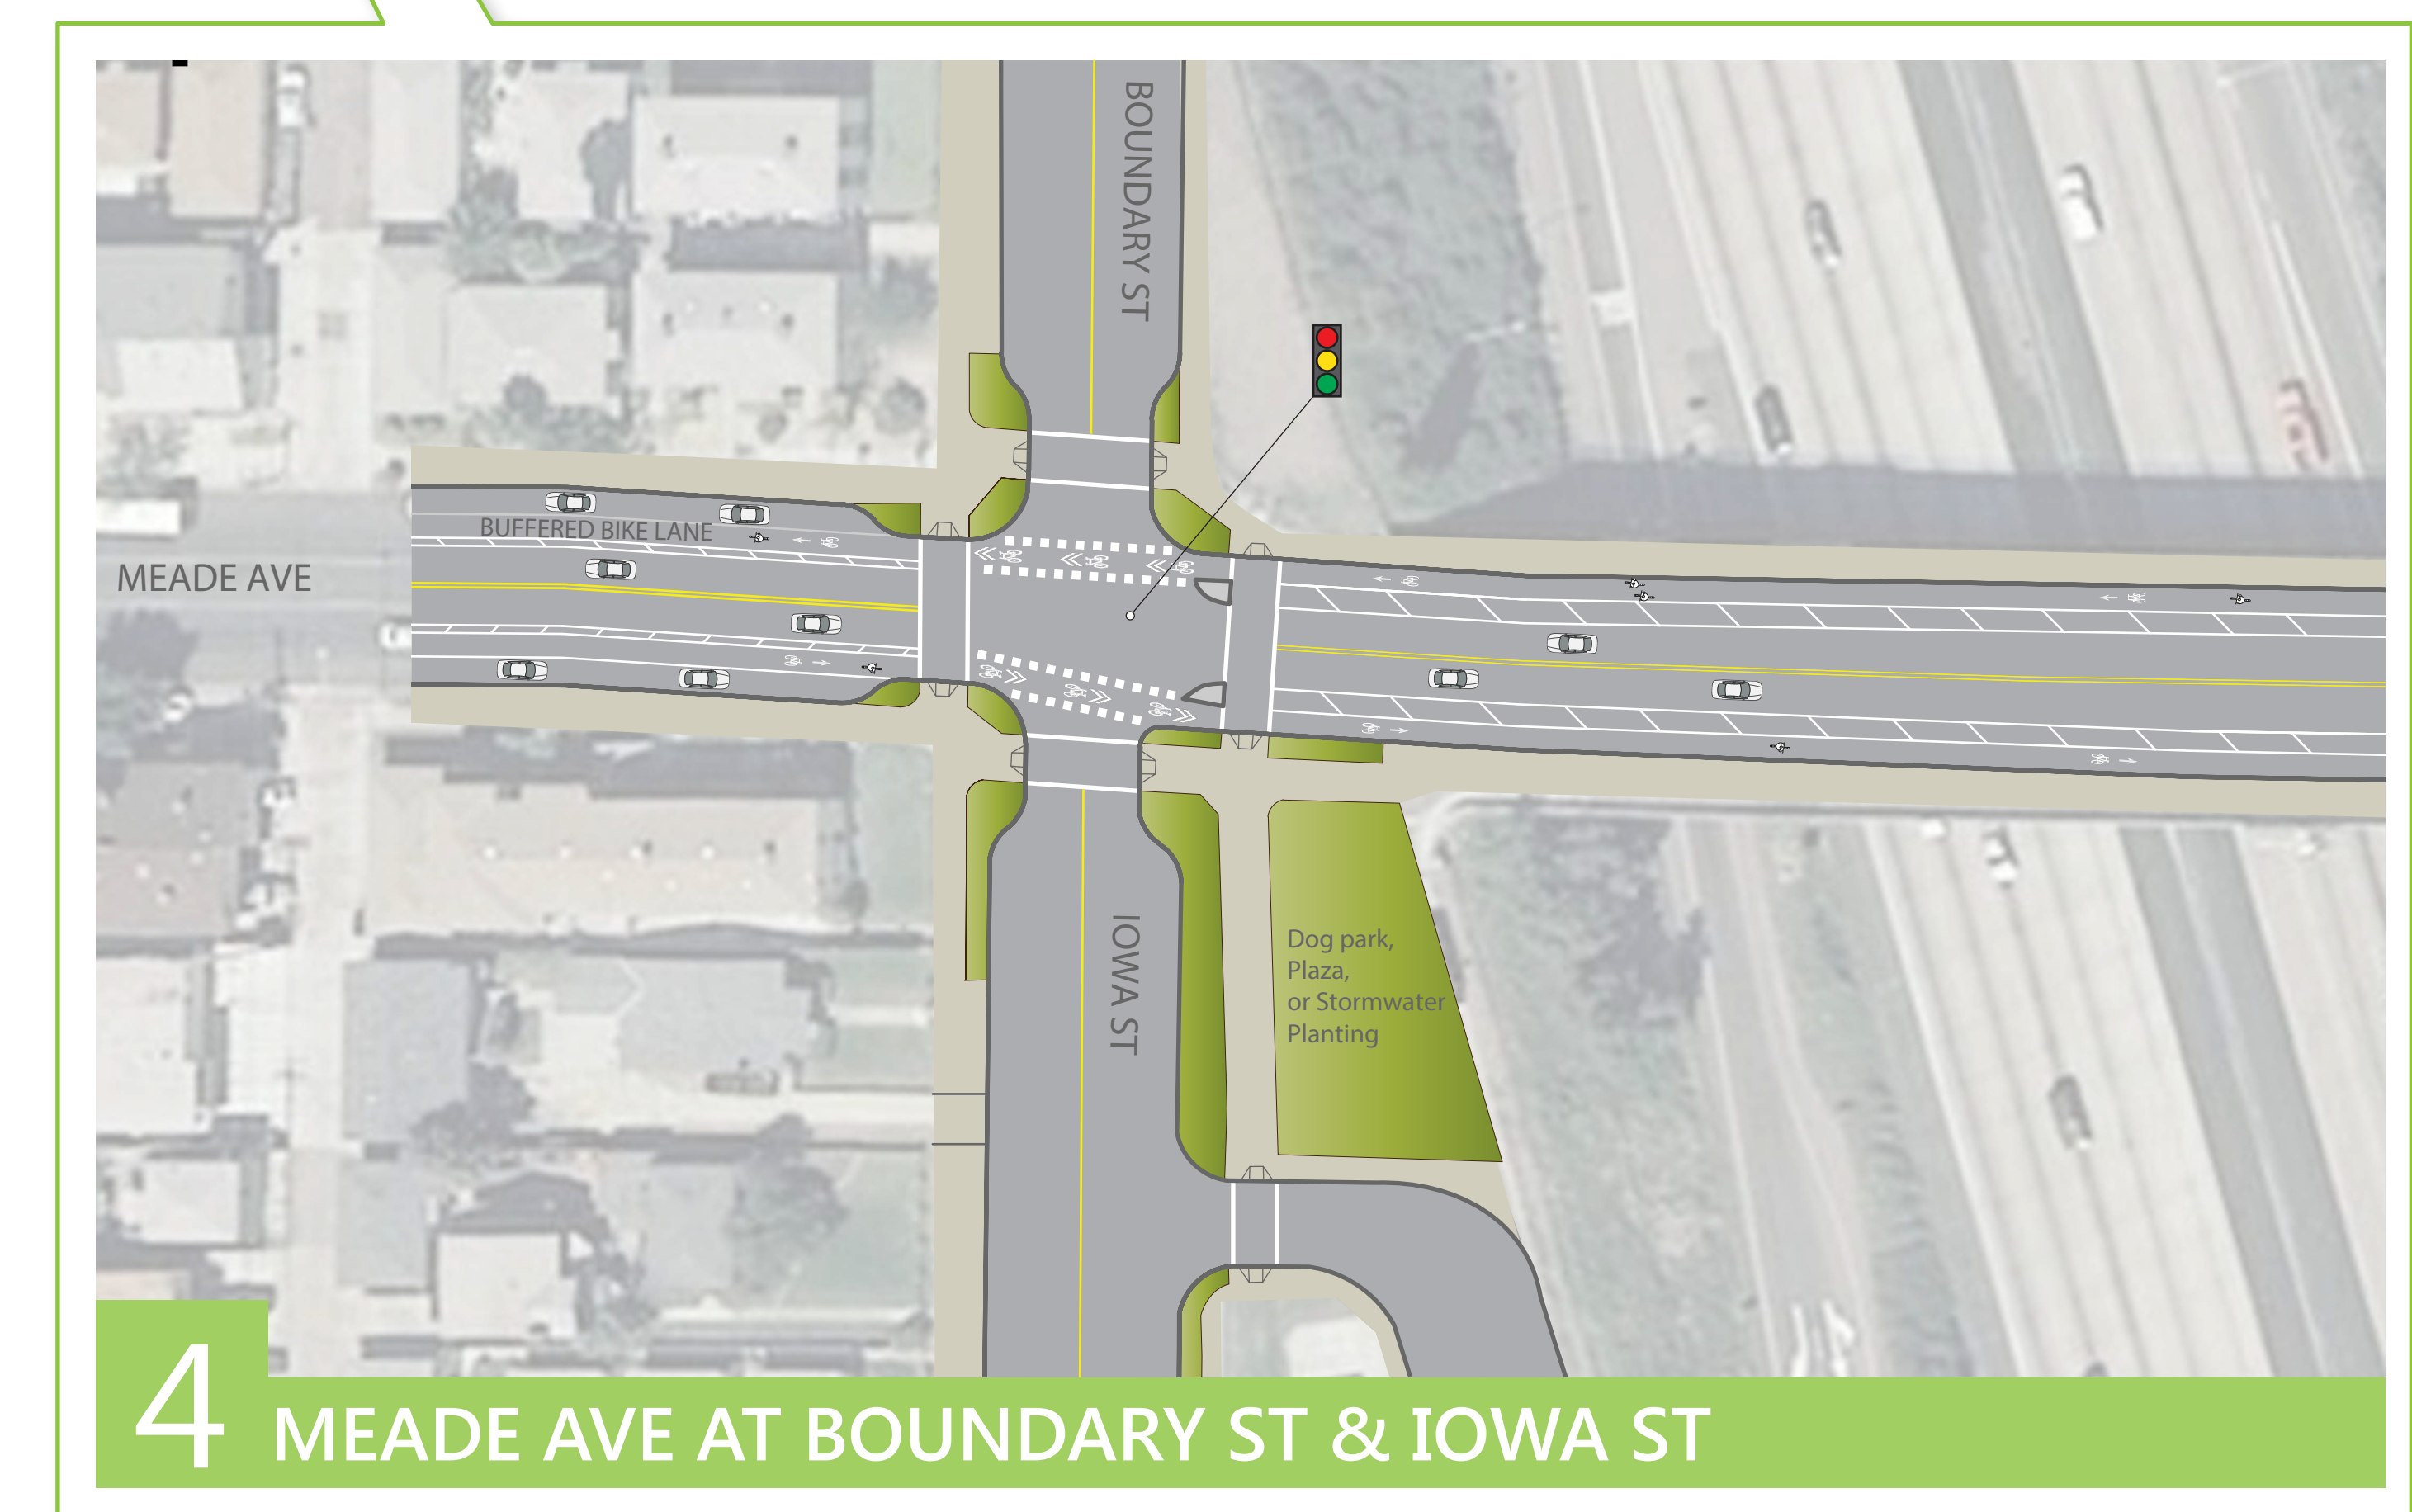 BOUNDARY ST
BUFFERED BIKE LANE
MEADE AVE
IOWA ST
Dog park,
Plaza,
or Stormwater
Planting
4
MEADE AVE AT BOUNDARY ST & IOWA ST